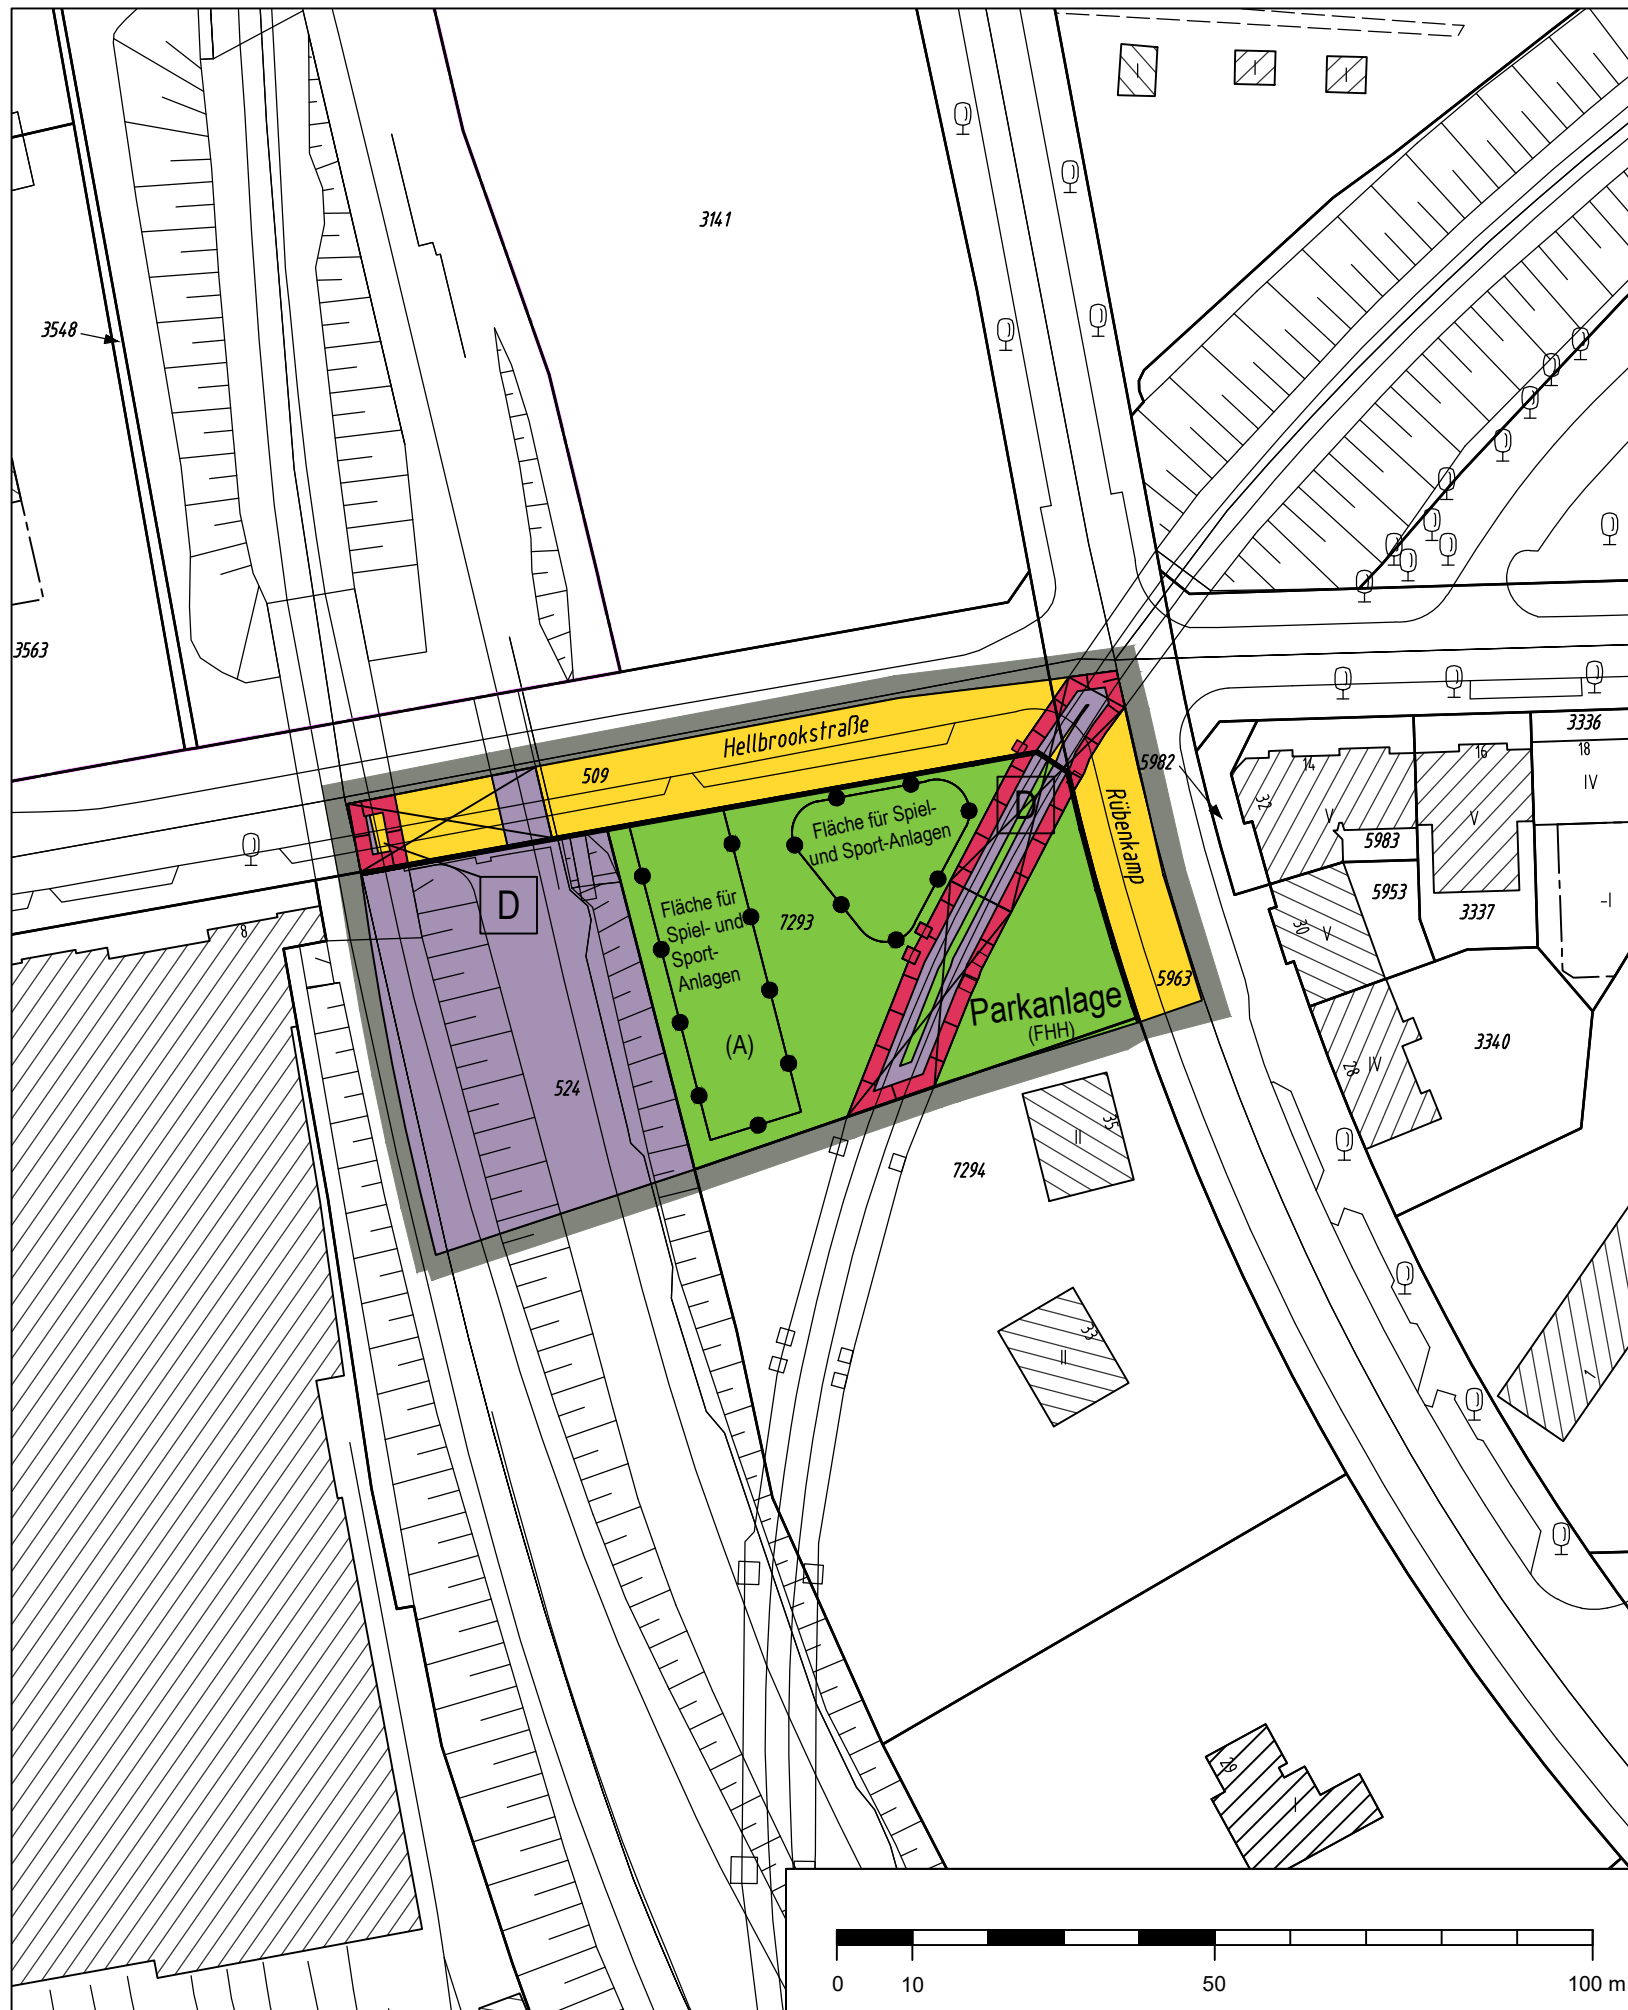 3141
3548
3563
Hellbrookstraße
509
5982
3336
14
16
18
IV
32
V
V
5983
Rübenkamp
D
Fläche für Spiel-
und Sport-Anlagen
5953
3337
-I
30
V
8
D
Fläche für
Spiel- und
Sport-
Anlagen
7293
5963
Parkanlage
(FHH)
(A)
3340
28
IV
524
35
II
7294
33
II
1
29
I
0
10
50
100 m